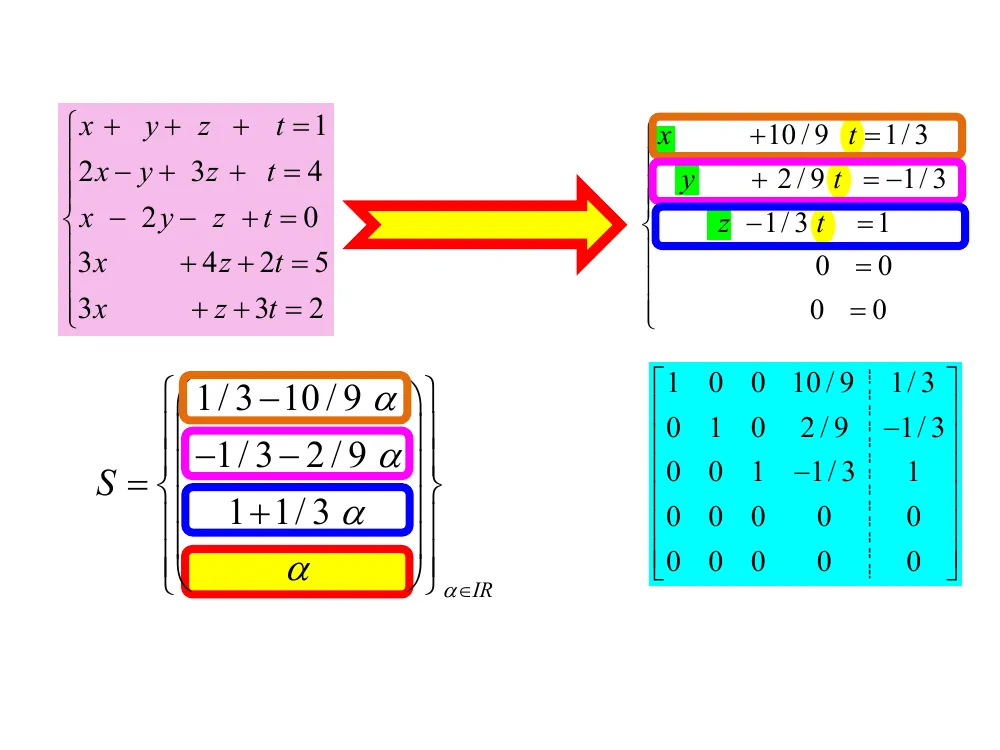 x + y + z + t = 1
2x − y + 3z + t = 4
x − 2y − z + t = 0
3x + 4z + 2t = 5
3x + z + 3t = 2
x +10 / 9 t = 1 / 3
y + 2 / 9 t = −1 / 3
z −1 / 3 t = 1
0 = 0
0 = 0
S = { ( 1 / 3 − 10 / 9 α
−1 / 3 − 2 / 9 α
1 + 1 / 3 α
α ) } α∈IR
1 0 0 10 / 9 1 / 3
0 1 0 2 / 9 −1 / 3
0 0 1 −1 / 3 1
0 0 0 0 0
0 0 0 0 0